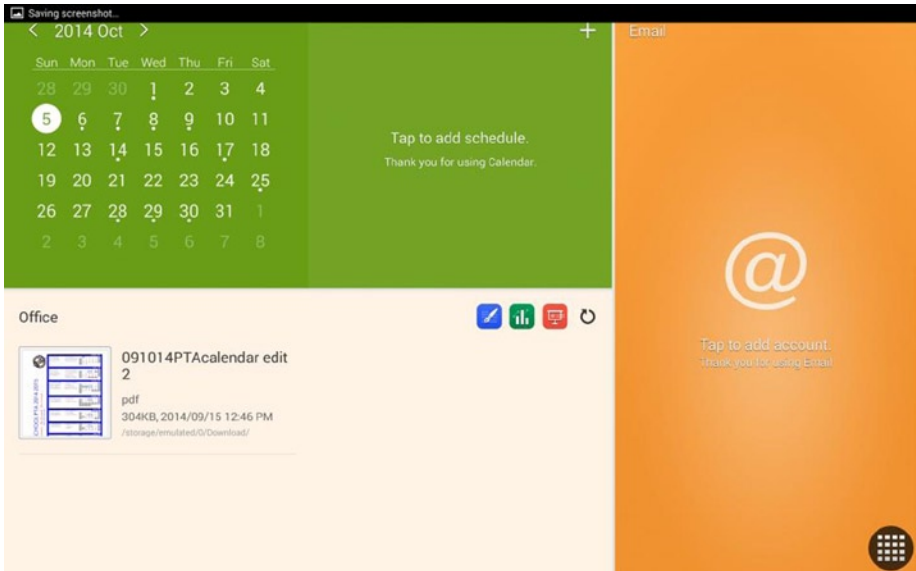 Saving screenshot...
< 2014 Oct >
Sun Mon Tue Wed Thu Fri Sat
28 29 30 1 2 3 4
5 6 7 8 9 10 11
12 13 14 15 16 17 18
19 20 21 22 23 24 25
26 27 28 29 30 31 1
2 3 4 5 6 7 8
+
Tap to add schedule.
Thank you for using Calendar.
Email
@
Tap to add account.
Thank you for using Email
Office
091014PTAcalendar edit
2
pdf
304KB, 2014/09/15 12:46 PM
/storage/emulated/0/Download/